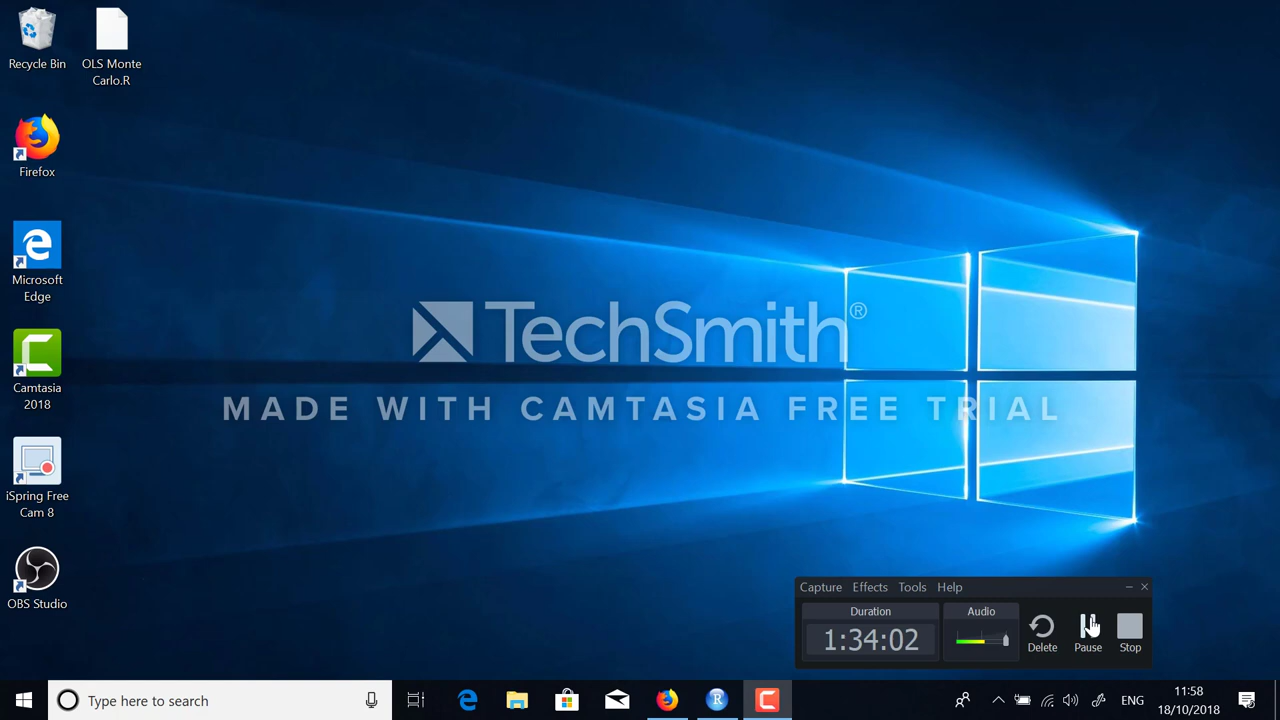 Recycle Bin
OLS Monte
Carlo.R
Firefox
Microsoft
Edge
Camtasia
2018
iSpring Free
Cam 8
OBS Studio
TechSmith®
MADE WITH CAMTASIA FREE TRIAL
Capture Effects Tools Help
Duration
Audio
1:34:02
Delete
Pause
Stop
Type here to search
ENG
11:58
18/10/2018